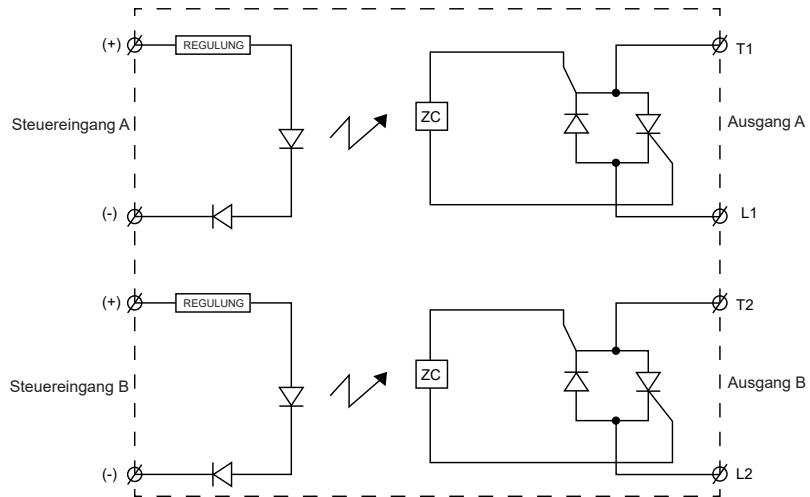 (+)
REGULUNG
T1
Steuereingang A
ZC
Ausgang A
(-)
L1
(+)
REGULUNG
T2
Steuereingang B
ZC
Ausgang B
(-)
L2